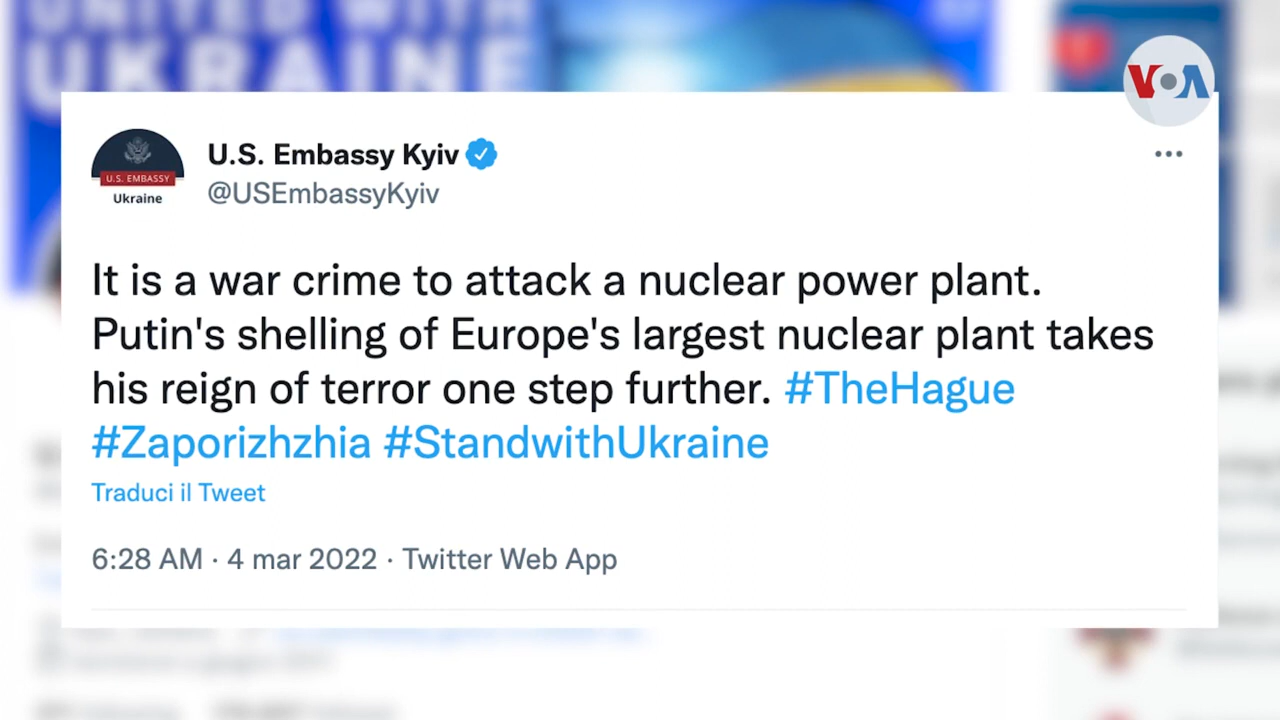 UNITED WITH
UKRAINE
VOA
U.S. EMBASSY
Ukraine
U.S. Embassy Kyiv
@USEmbassyKyiv
It is a war crime to attack a nuclear power plant.
Putin's shelling of Europe's largest nuclear plant takes
his reign of terror one step further. #TheHague
#Zaporizhzhia #StandwithUkraine
Traduci il Tweet
6:28 AM · 4 mar 2022 · Twitter Web App